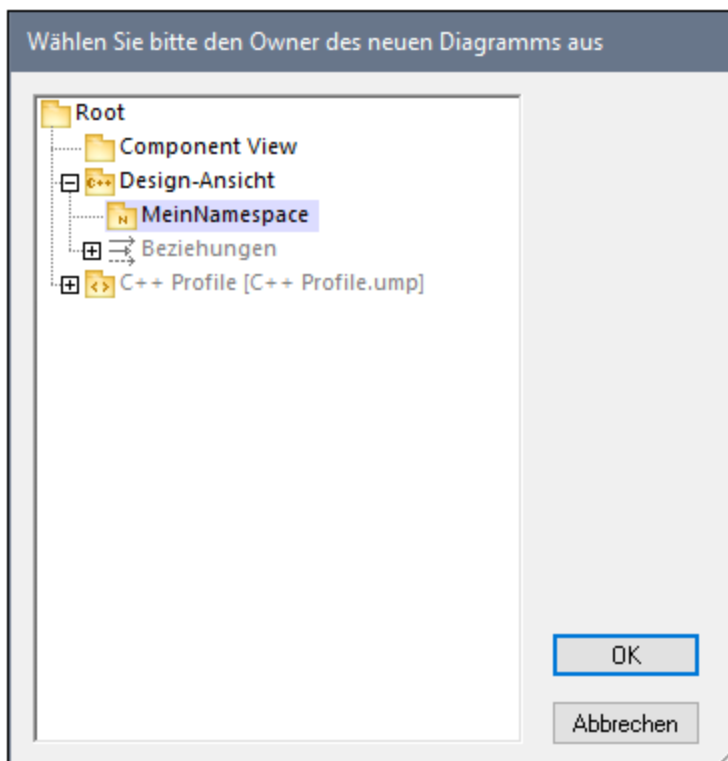 Wählen Sie bitte den Owner des neuen Diagramms aus
Root
Component View
C++ Design-Ansicht
N MeinNamespace
Beziehungen
<> C++ Profile [C++ Profile.ump]
OK
Abbrechen